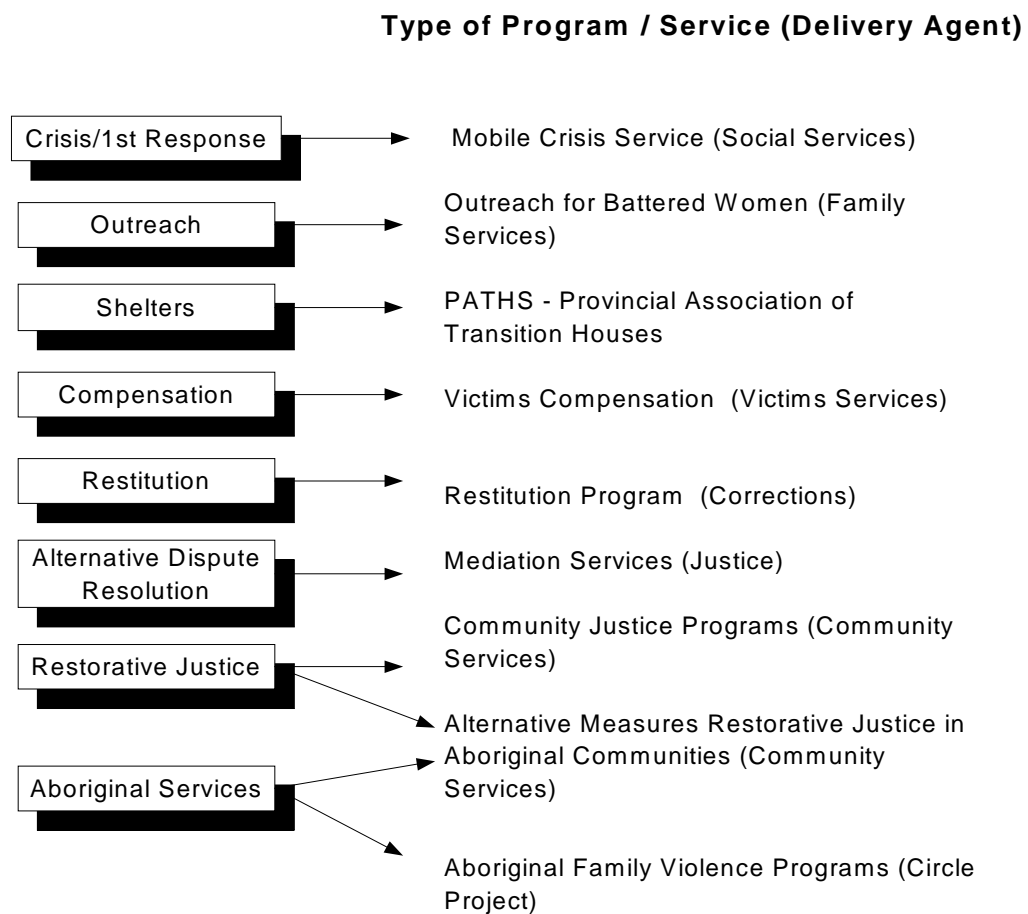 Type of Program / Service (Delivery Agent)
Crisis/1st Response
Mobile Crisis Service (Social Services)
Outreach
Outreach for Battered Women (Family
Services)
Shelters
PATHS - Provincial Association of
Transition Houses
Compensation
Victims Compensation (Victims Services)
Restitution
Restitution Program (Corrections)
Alternative Dispute
Resolution
Mediation Services (Justice)
Restorative Justice
Community Justice Programs (Community
Services)
Alternative Measures Restorative Justice in
Aboriginal Communities (Community
Services)
Aboriginal Services
Aboriginal Family Violence Programs (Circle
Project)